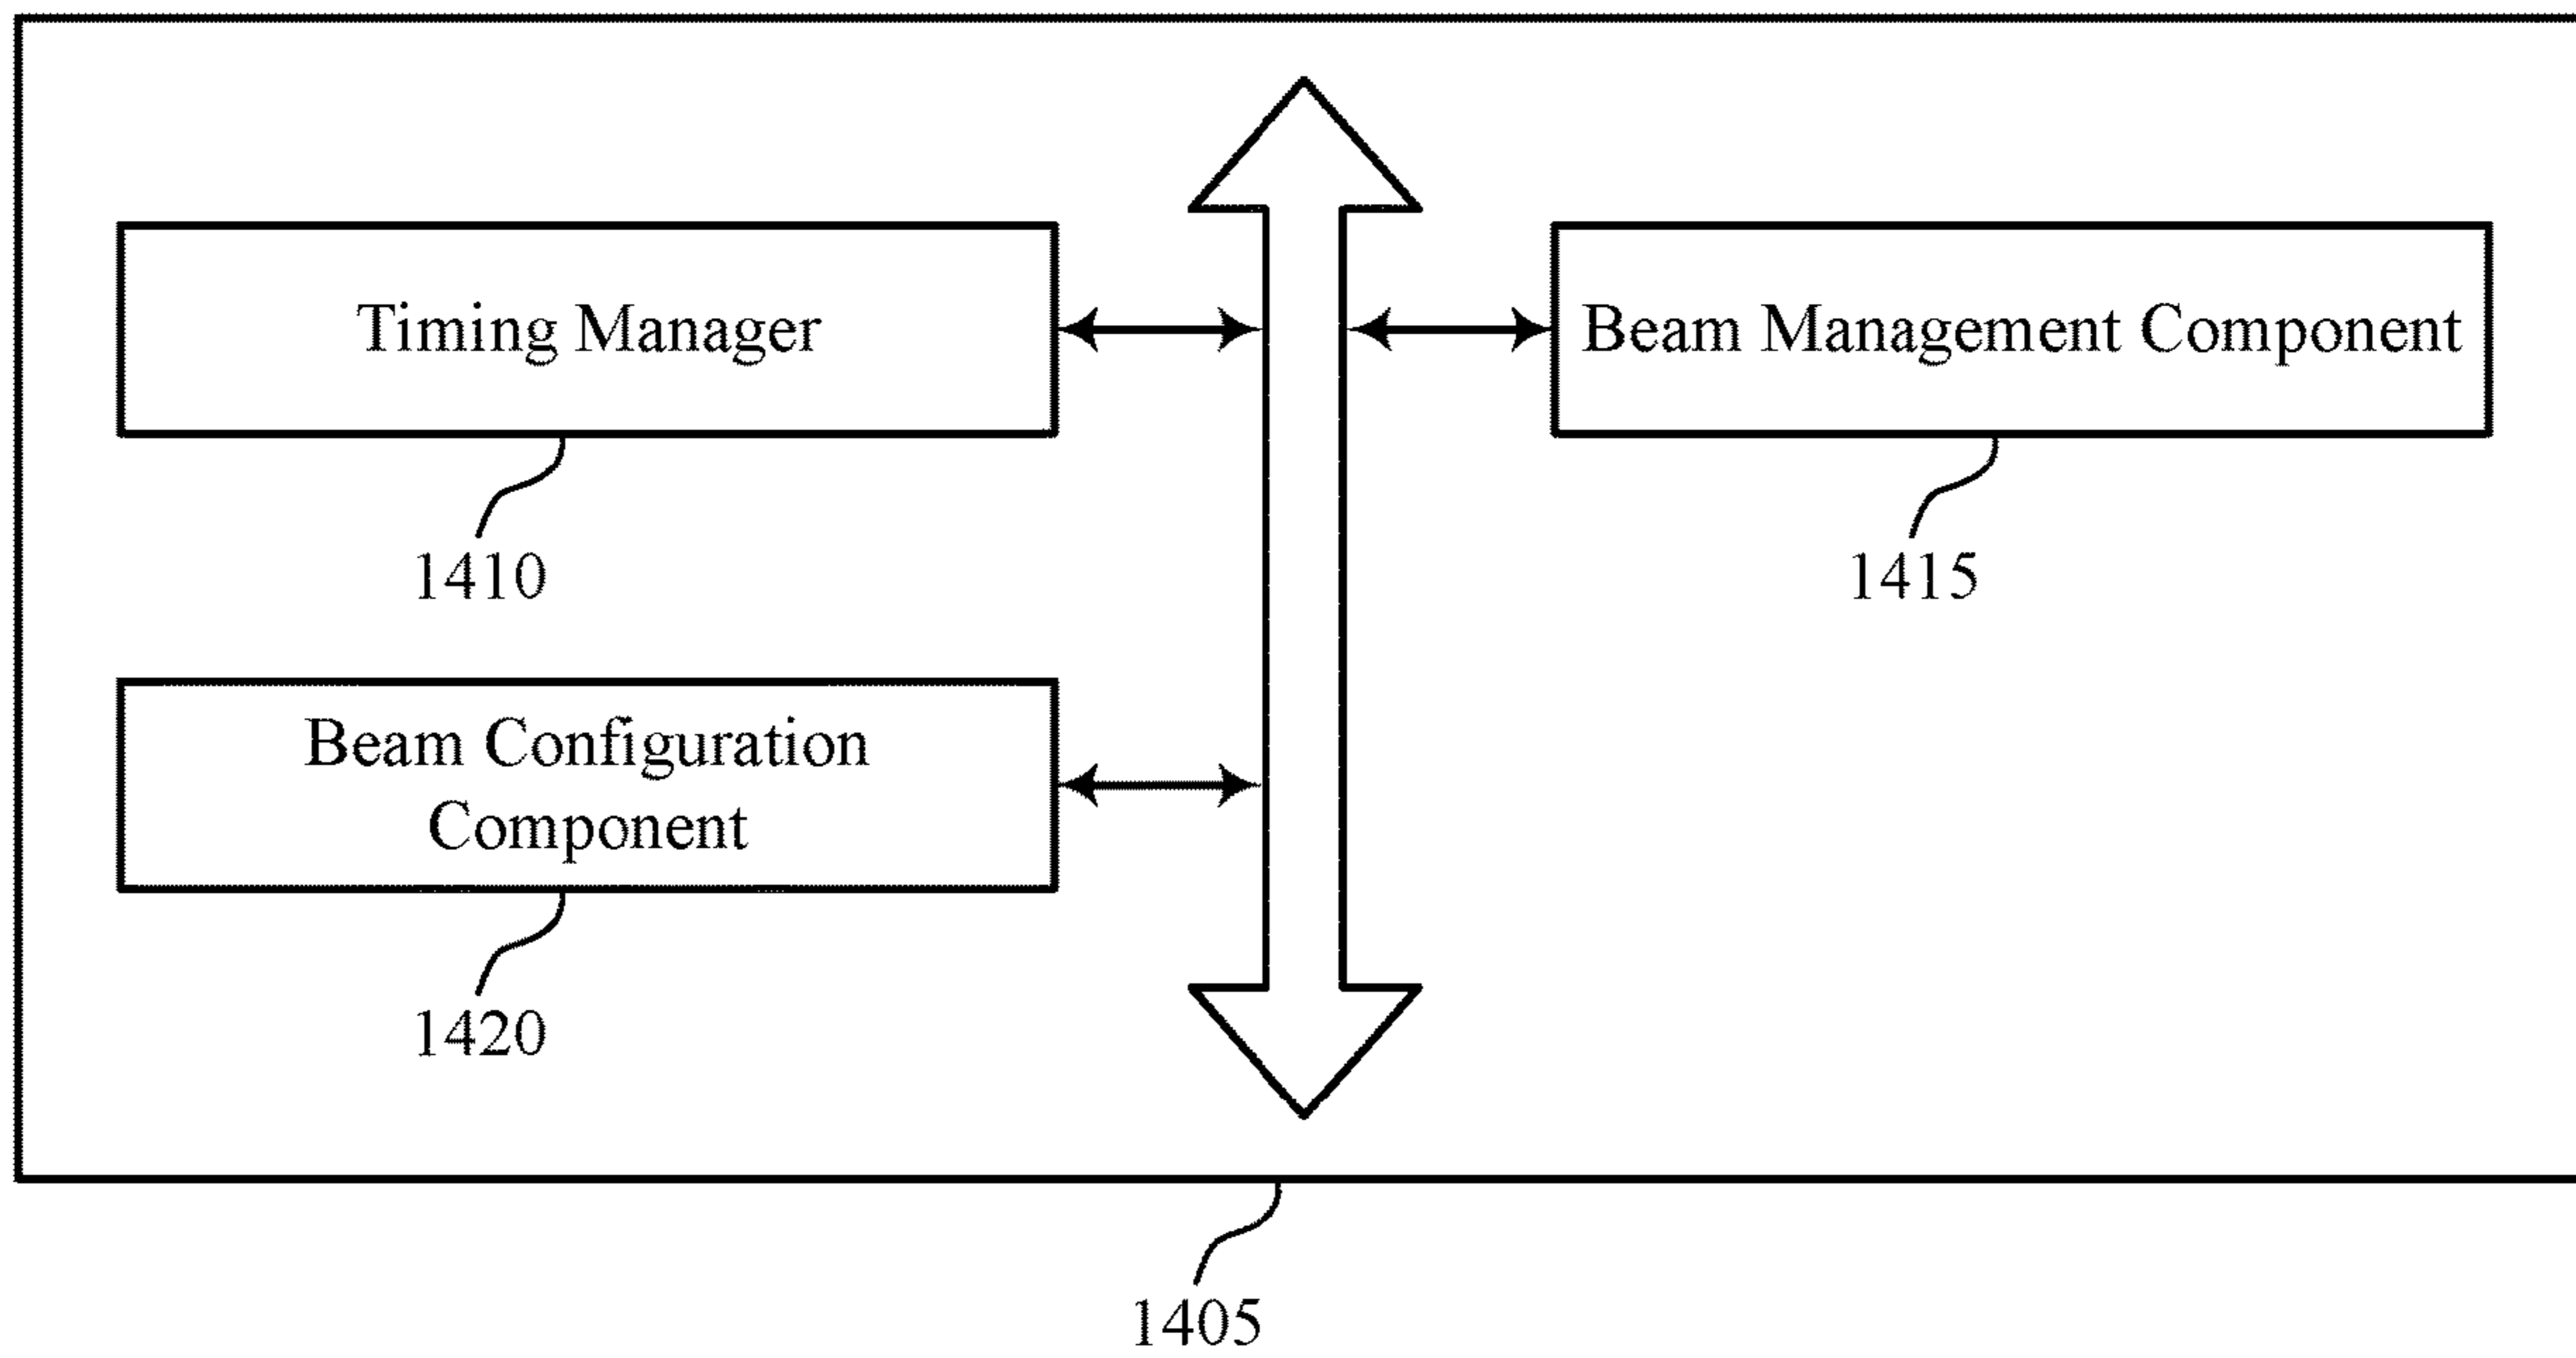 Timing Manager
Beam Management Component
1410
1415
Beam Configuration
Component
1420
1405